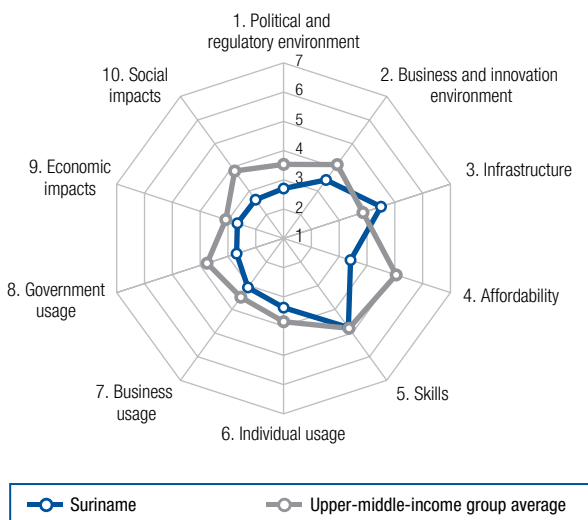 1. Political and
regulatory environment
2. Business and innovation
environment
3. Infrastructure
4. Affordability
5. Skills
6. Individual usage
7. Business
usage
8. Government
usage
9. Economic
impacts
10. Social
impacts
7
6
5
4
3
2
1
Suriname
Upper-middle-income group average